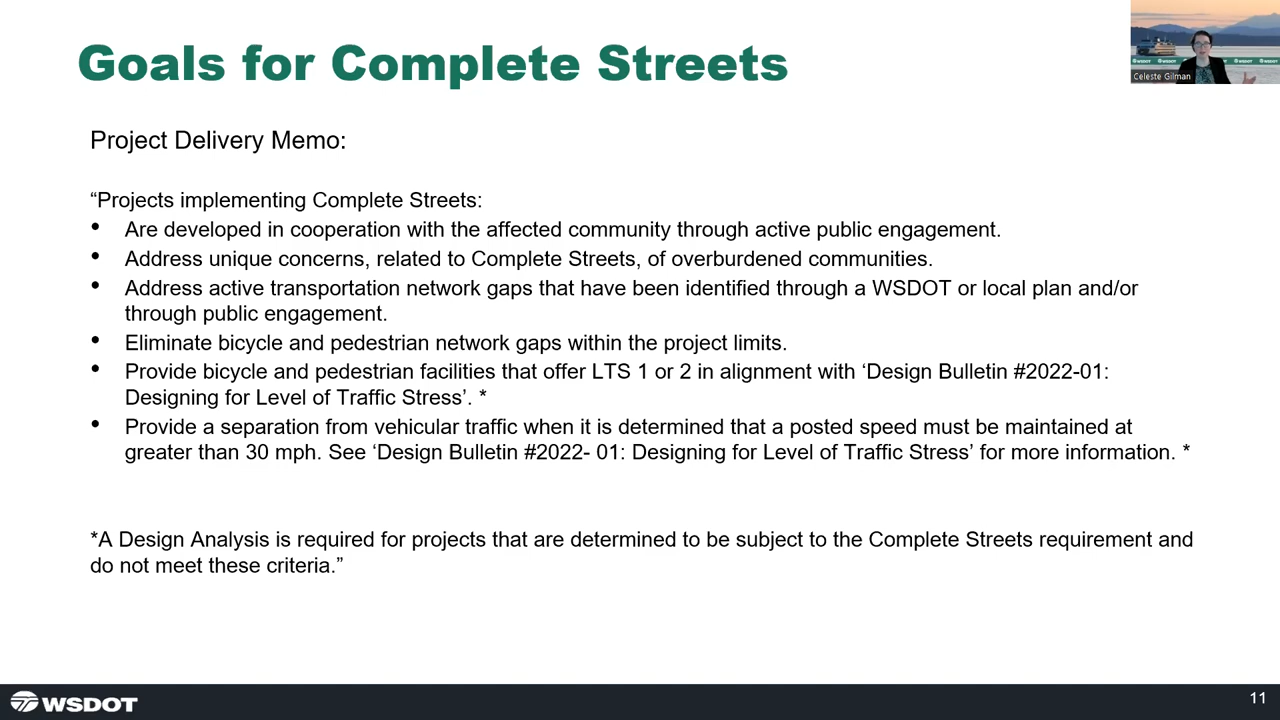 Goals for Complete Streets
Celeste Gilman
Project Delivery Memo:
“Projects implementing Complete Streets:
• Are developed in cooperation with the affected community through active public engagement.
• Address unique concerns, related to Complete Streets, of overburdened communities.
• Address active transportation network gaps that have been identified through a WSDOT or local plan and/or
through public engagement.
• Eliminate bicycle and pedestrian network gaps within the project limits.
• Provide bicycle and pedestrian facilities that offer LTS 1 or 2 in alignment with ‘Design Bulletin #2022-01:
Designing for Level of Traffic Stress’. *
• Provide a separation from vehicular traffic when it is determined that a posted speed must be maintained at
greater than 30 mph. See ‘Design Bulletin #2022- 01: Designing for Level of Traffic Stress’ for more information. *
*A Design Analysis is required for projects that are determined to be subject to the Complete Streets requirement and
do not meet these criteria.”
WSDOT
11